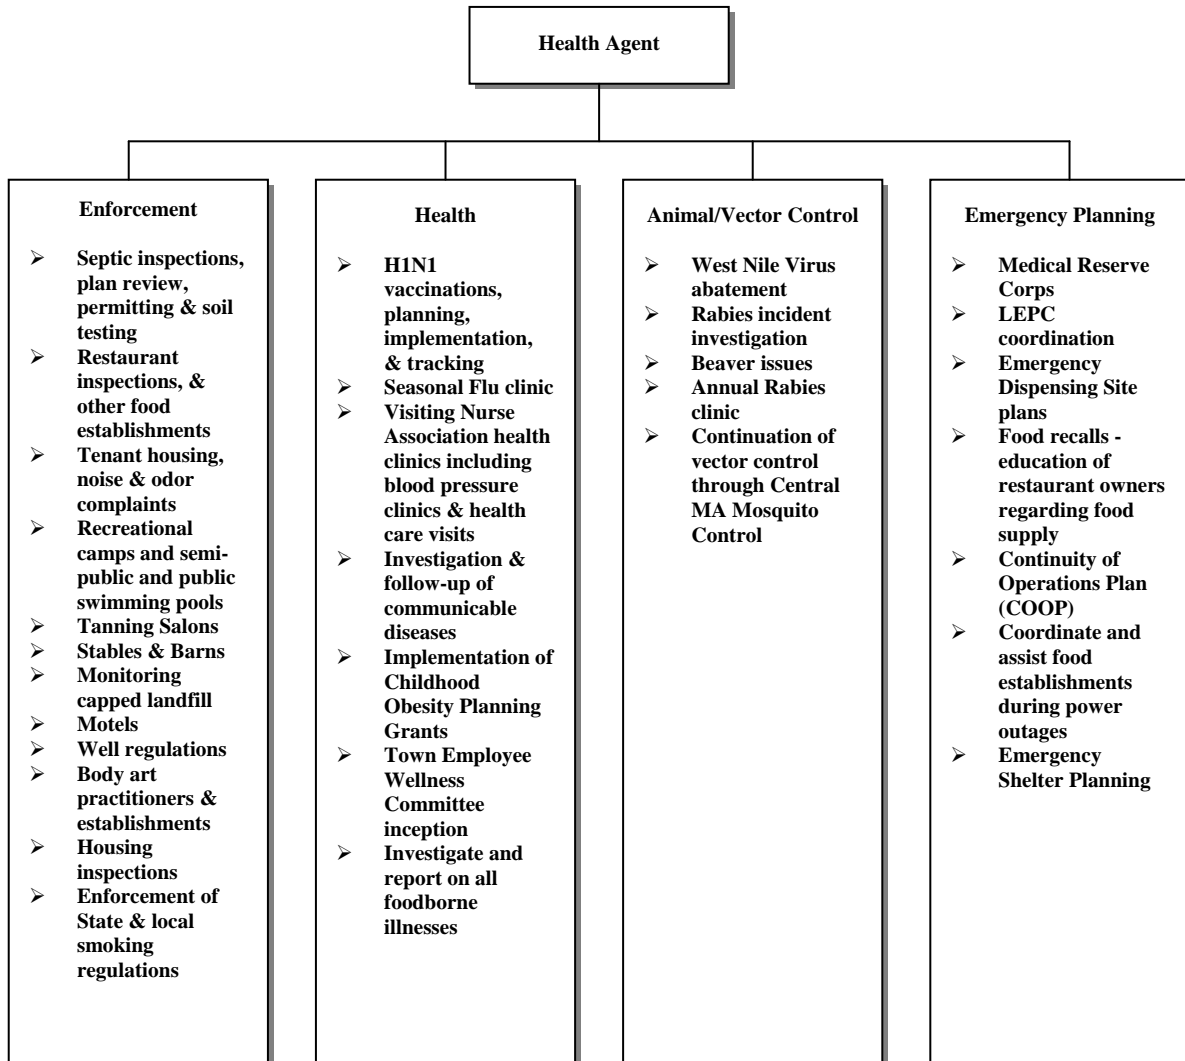 Health Agent
Enforcement
➢ Septic inspections,
plan review,
permitting & soil
testing
➢ Restaurant
inspections, &
other food
establishments
➢ Tenant housing,
noise & odor
complaints
➢ Recreational
camps and semi-
public and public
swimming pools
➢ Tanning Salons
➢ Stables & Barns
➢ Monitoring
capped landfill
➢ Motels
➢ Well regulations
➢ Body art
practitioners &
establishments
➢ Housing
inspections
➢ Enforcement of
State & local
smoking
regulations
Health
➢ H1N1
vaccinations,
planning,
implementation,
& tracking
➢ Seasonal Flu clinic
➢ Visiting Nurse
Association health
clinics including
blood pressure
clinics & health
care visits
➢ Investigation &
follow-up of
communicable
diseases
➢ Implementation of
Childhood
Obesity Planning
Grants
➢ Town Employee
Wellness
Committee
inception
➢ Investigate and
report on all
foodborne
illnesses
Animal/Vector Control
➢ West Nile Virus
abatement
➢ Rabies incident
investigation
➢ Beaver issues
➢ Annual Rabies
clinic
➢ Continuation of
vector control
through Central
MA Mosquito
Control
Emergency Planning
➢ Medical Reserve
Corps
➢ LEPC
coordination
➢ Emergency
Dispensing Site
plans
➢ Food recalls -
education of
restaurant owners
regarding food
supply
➢ Continuity of
Operations Plan
(COOP)
➢ Coordinate and
assist food
establishments
during power
outages
➢ Emergency
Shelter Planning